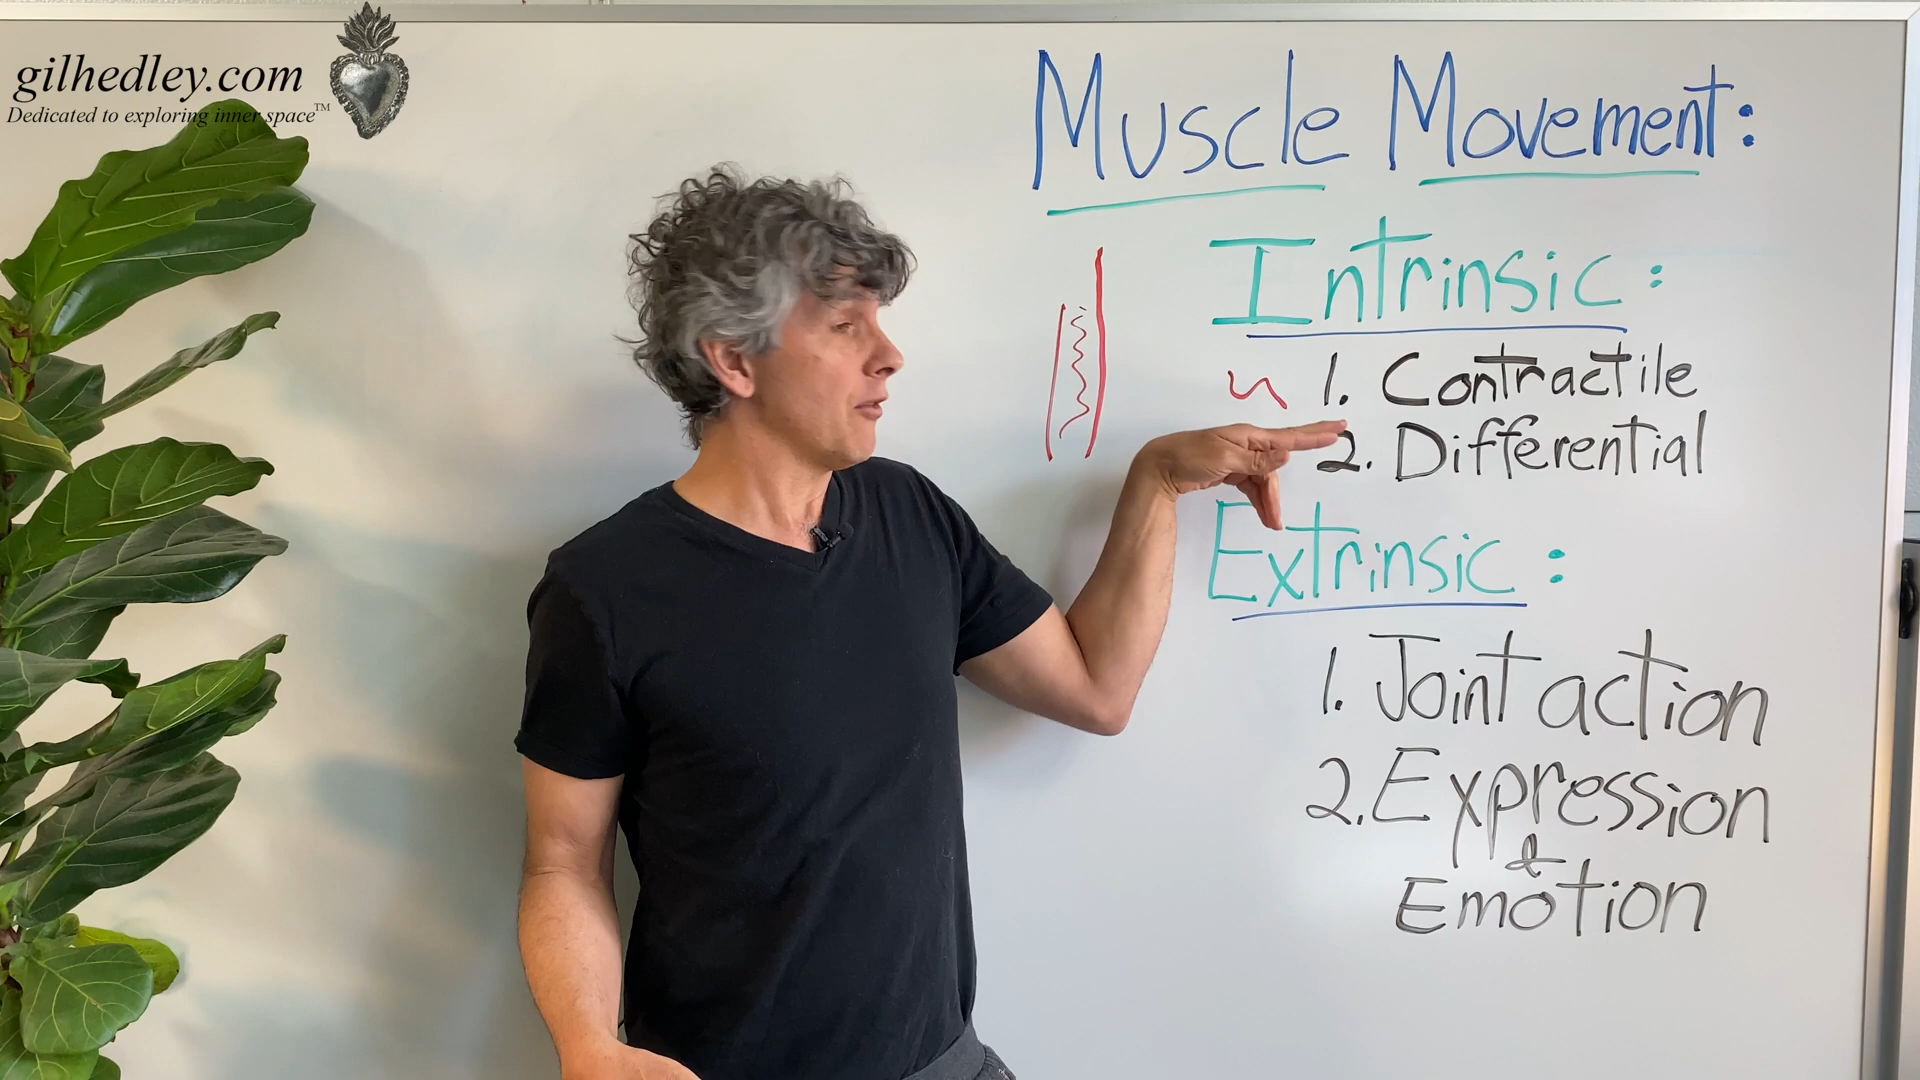 gilhedley.com
Dedicated to exploring inner space™
Muscle Movement:
Intrinsic:
1. Contractile
2. Differential
Extrinsic:
1. Joint action
2. Expression
&
Emotion